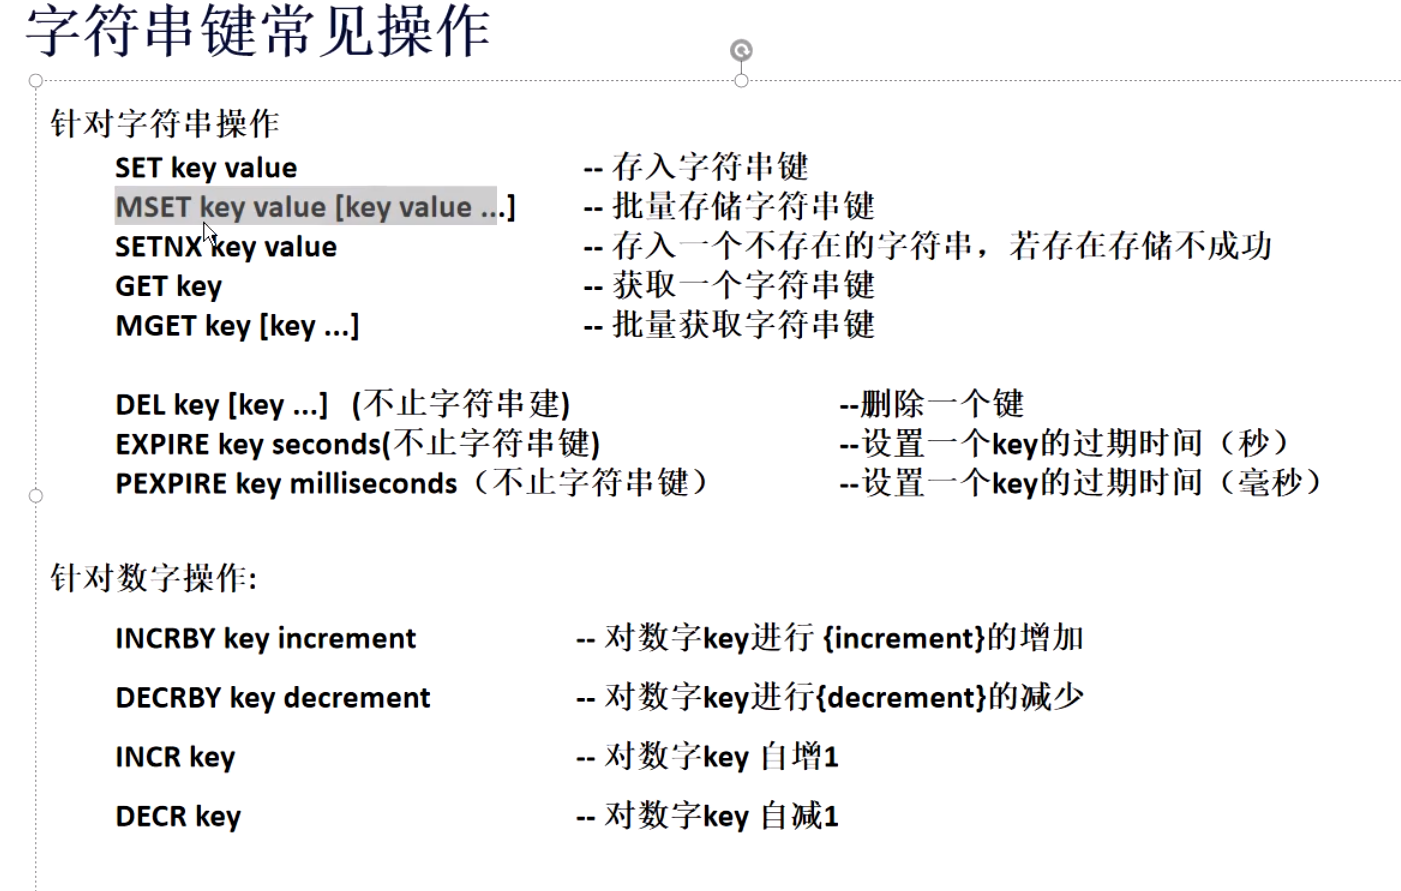 字符串键常见操作
针对字符串操作
SET key value -- 存入字符串键
MSET key value [key value ...] -- 批量存储字符串键
SETNX key value -- 存入一个不存在的字符串，若存在存储不成功
GET key -- 获取一个字符串键
MGET key [key ...] -- 批量获取字符串键
DEL key [key ...] (不止字符串建) --删除一个键
EXPIRE key seconds(不止字符串键) --设置一个key的过期时间（秒）
PEXPIRE key milliseconds（不止字符串键） --设置一个key的过期时间（毫秒）
针对数字操作:
INCRBY key increment -- 对数字key进行 {increment}的增加
DECRBY key decrement -- 对数字key进行{decrement}的减少
INCR key -- 对数字key 自增1
DECR key -- 对数字key 自减1